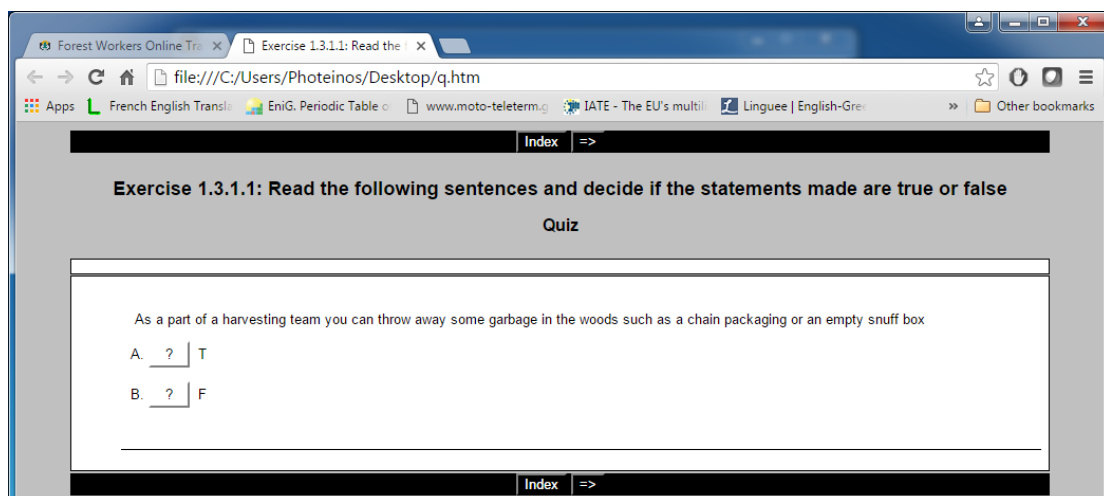 Forest Workers Online Tra
Exercise 1.3.1.1: Read the
file:///C:/Users/Photeinos/Desktop/q.htm
Apps French English Transl EniG. Periodic Table o www.moto-teleterm.g IATE - The EU's multil Linguee | English-Gree » Other bookmarks
Index =>
Exercise 1.3.1.1: Read the following sentences and decide if the statements made are true or false
Quiz
As a part of a harvesting team you can throw away some garbage in the woods such as a chain packaging or an empty snuff box
A. ? T
B. ? F
Index =>